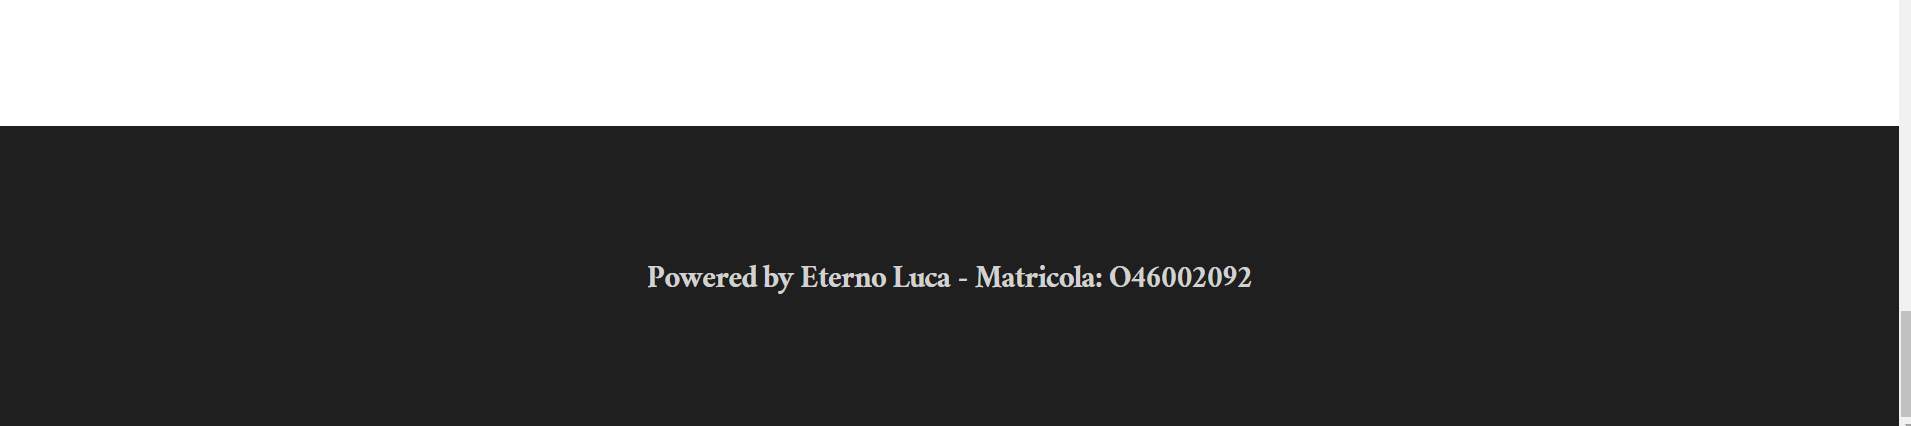 Powered by Eterno Luca - Matricola: O46002092